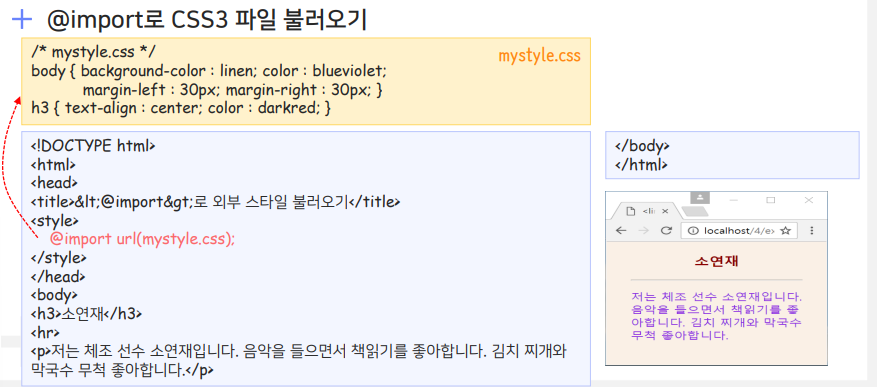 @import로 CSS3 파일 불러오기
/* mystyle.css */
mystyle.css
body { background-color : linen; color : blueviolet;
margin-left : 30px; margin-right : 30px; }
h3 { text-align : center; color : darkred; }
<!DOCTYPE html>
<html>
<head>
<title>&lt;@import&gt;로 외부 스타일 불러오기</title>
<style>
@import url(mystyle.css);
</style>
</head>
<body>
<h3>소연재</h3>
<hr>
<p>저는 체조 선수 소연재입니다. 음악을 들으면서 책읽기를 좋아합니다. 김치 찌개와
막국수 무척 좋아합니다.</p>
</body>
</html>
<li
localhost/4/e
소연재
저는 체조 선수 소연재입니다.
음악을 들으면서 책읽기를 좋
아합니다. 김치 찌개와 막국수
무척 좋아합니다.